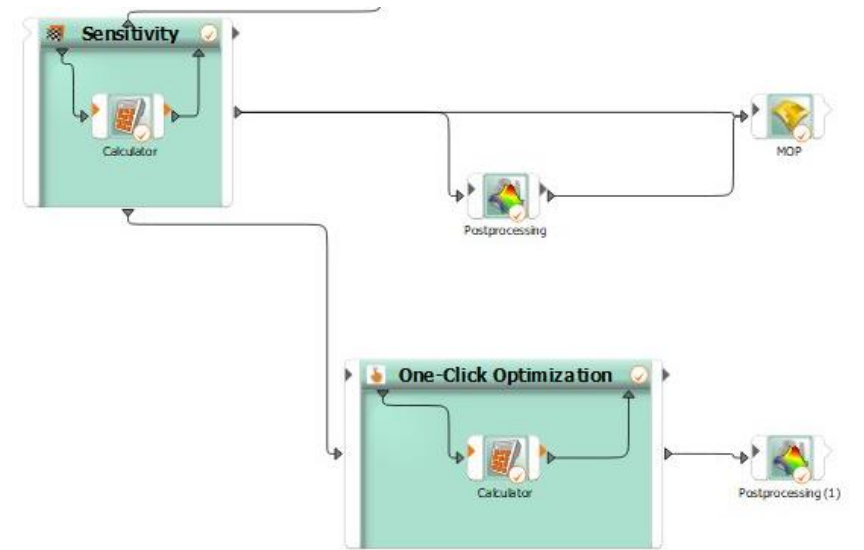 Sensitivity
Calculator
MOP
Postprocessing
One-Click Optimization
Calculator
Postprocessing (1)